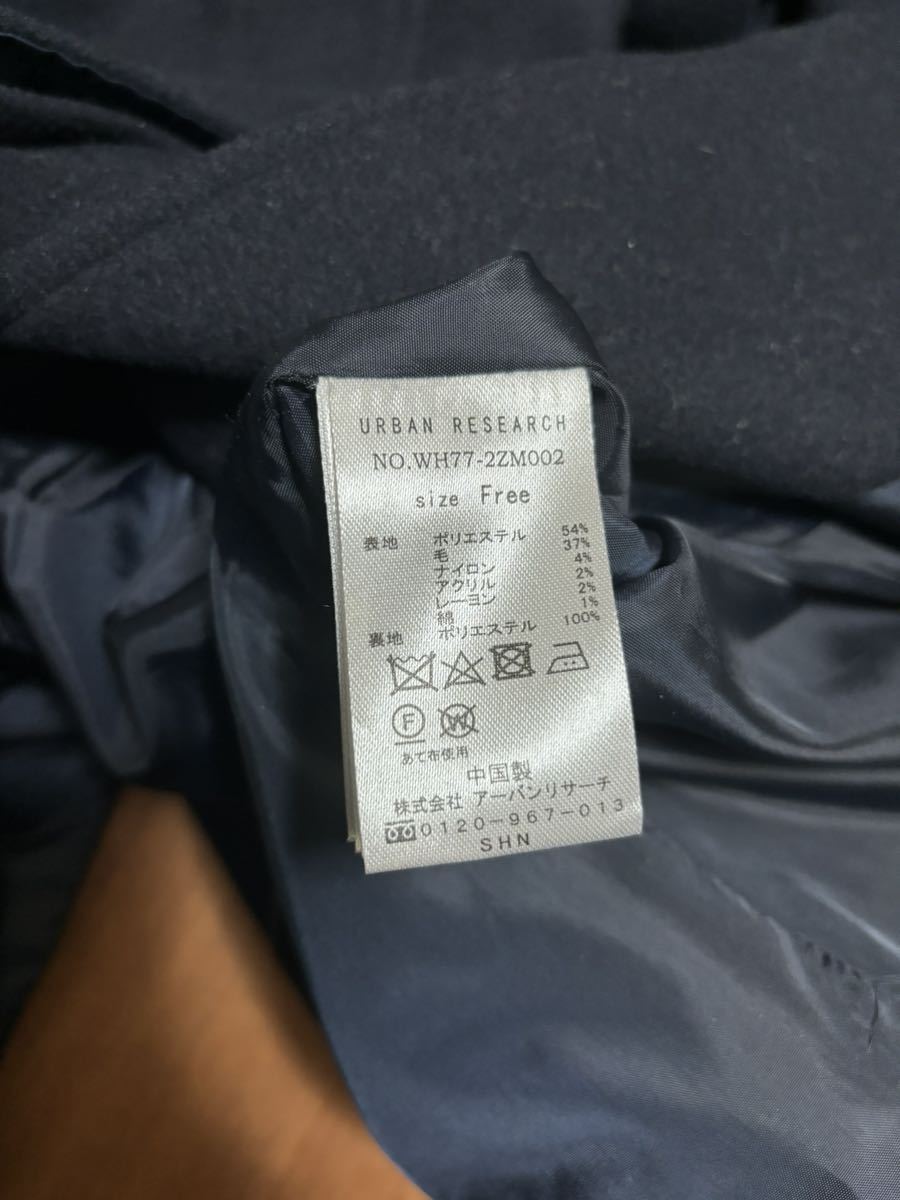 URBAN RESEARCH
NO.WH77-2ZM002
size Free
表地 ポリエステル 54%
毛 37%
ナイロン 4%
アクリル 2%
レーヨン 2%
綿 1%
裏地 ポリエステル 100%
F W
あて布使用
中国製
株式会社 アーバンリサーチ
0120-967-013
SHN